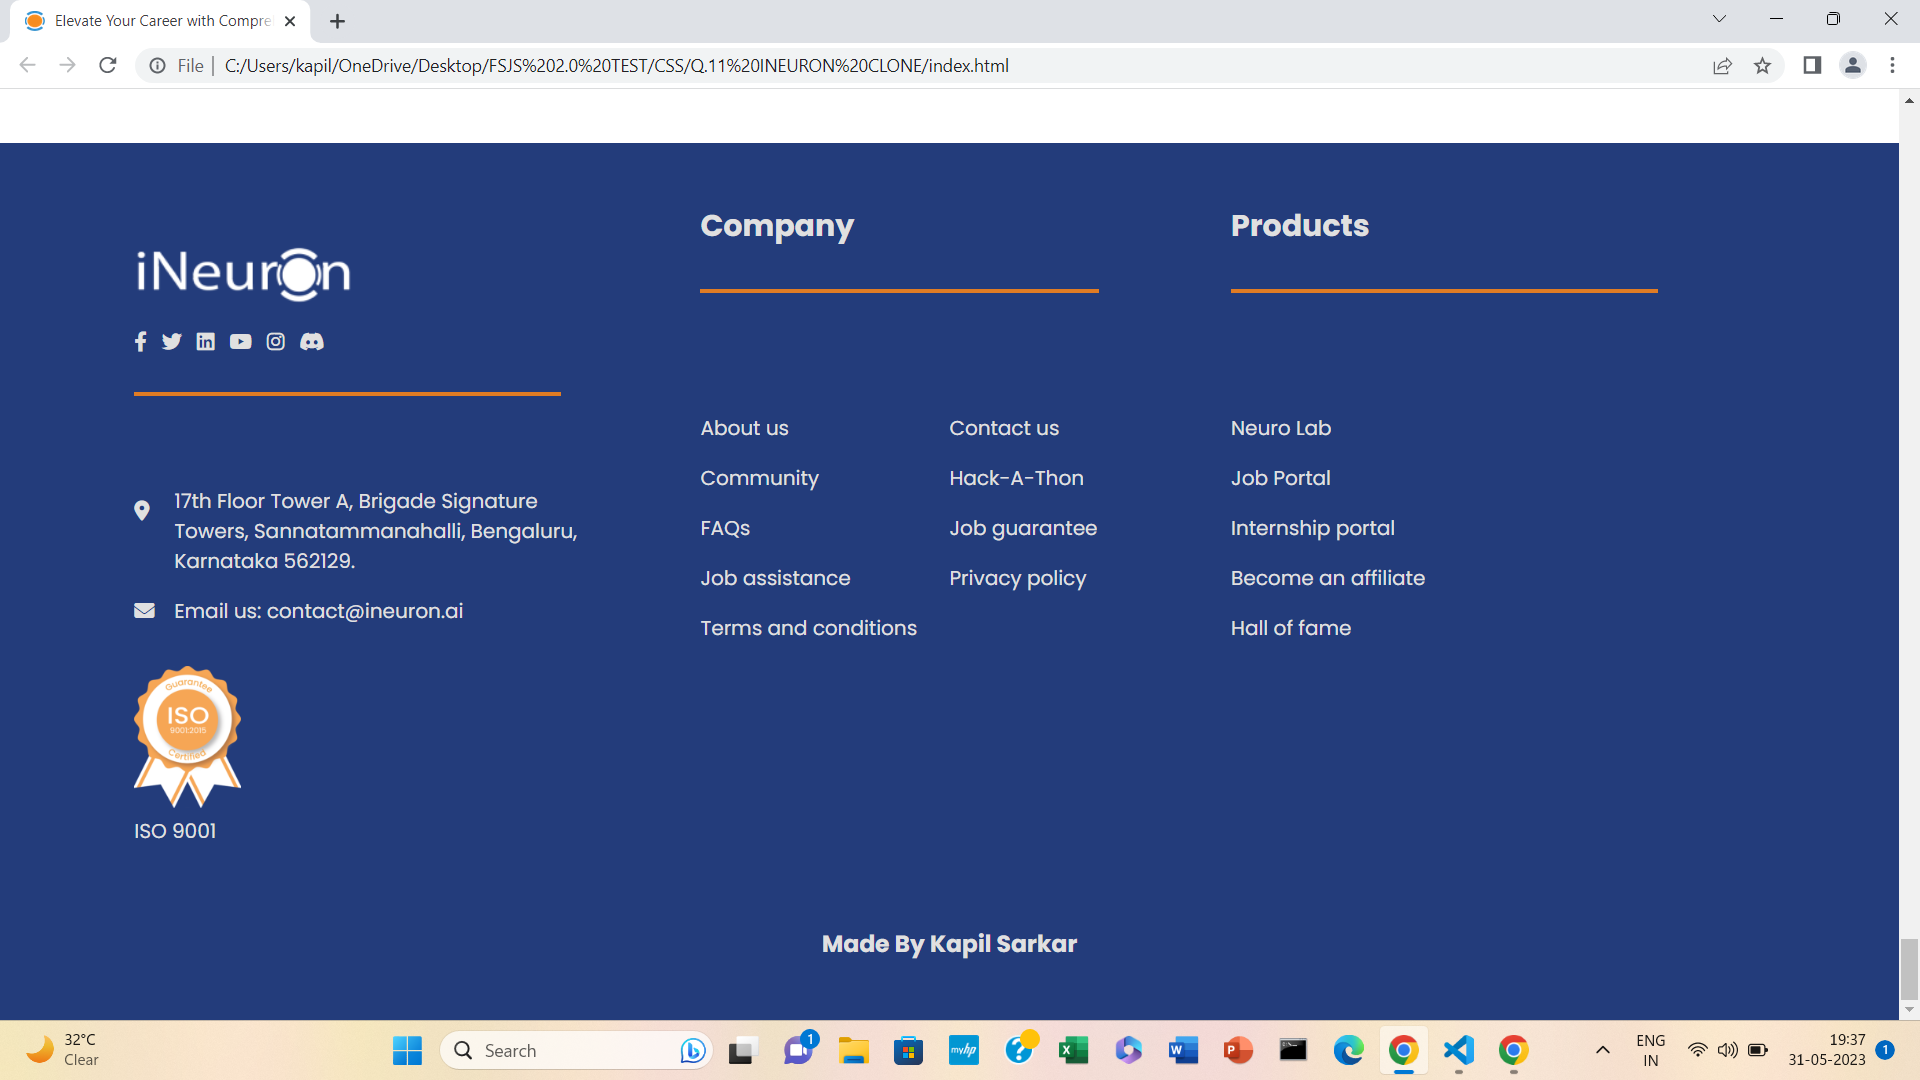 Elevate Your Career with Compre
File
C:/Users/kapil/OneDrive/Desktop/FSJS%202.0%20TEST/CSS/Q.11%20INEURON%20CLONE/index.html
iNeuron
17th Floor Tower A, Brigade Signature
Towers, Sannatammanahalli, Bengaluru,
Karnataka 562129.
Email us: contact@ineuron.ai
Guarantee
ISO
9001:2015
Certified
ISO 9001
Company
About us
Community
FAQs
Job assistance
Terms and conditions
Contact us
Hack-A-Thon
Job guarantee
Privacy policy
Products
Neuro Lab
Job Portal
Internship portal
Become an affiliate
Hall of fame
Made By Kapil Sarkar
32°C
Clear
Search
1
myhp
ENG
IN
19:37
31-05-2023
1